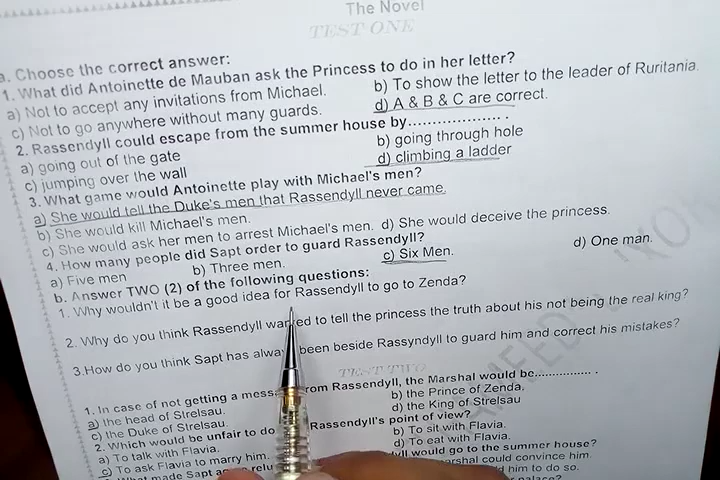 The Novel
TEST ONE
a. Choose the correct answer:
1. What did Antoinette de Mauban ask the Princess to do in her letter?
a) Not to accept any invitations from Michael. b) To show the letter to the leader of Ruritania.
c) Not to go anywhere without many guards. d) A & B & C are correct.
2. Rassendyll could escape from the summer house by...................
a) going out of the gate b) going through hole
c) jumping over the wall d) climbing a ladder
3. What game would Antoinette play with Michael's men?
a) She would tell the Duke's men that Rassendyll never came.
b) She would kill Michael's men.
c) She would ask her men to arrest Michael's men. d) She would deceive the princess.
4. How many people did Sapt order to guard Rassendyll?
a) Five men b) Three men. c) Six Men. d) One man.
b. Answer TWO (2) of the following questions:
1. Why wouldn't it be a good idea for Rassendyll to go to Zenda?
2. Why do you think Rassendyll to tell the princess the truth about his not being the real king?
3.How do you think Sapt has been beside Rassyndyll to guard him and correct his mistakes?
TEST TWO
1. In case of not getting a from Rassendyll, the Marshal would be................
a) the head of Strelsau. b) the Prince of Zenda.
c) the Duke of Strelsau. d) the King of Strelsau
2. Which would be unfair to do Rassendyll's point of view?
a) To talk with Flavia. b) To sit with Flavia.
c) To ask Flavia to marry him. d) To eat with Flavia.
made Sapt would go to the summer house?
could convince him.
him to do so.